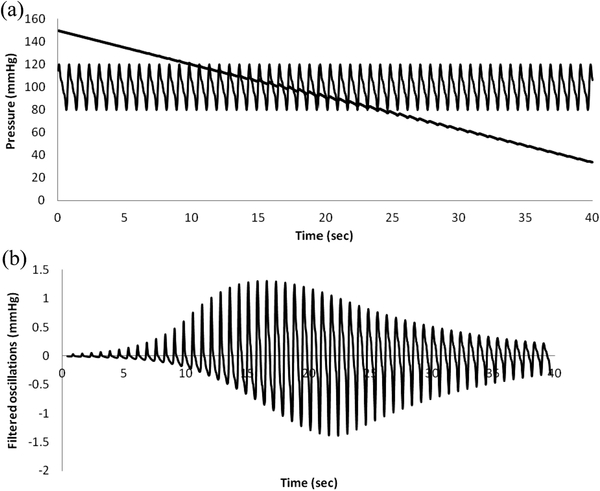 (a)
Pressure (mmHg)
160
140
120
100
80
60
40
20
0
0 5 10 15 20 25 30 35 40
Time (sec)
(b)
Filtered oscillations (mmHg)
1.5
1
0.5
0
-0.5
-1
-1.5
-2
0 5 10 15 20 25 30 35 40
Time (sec)